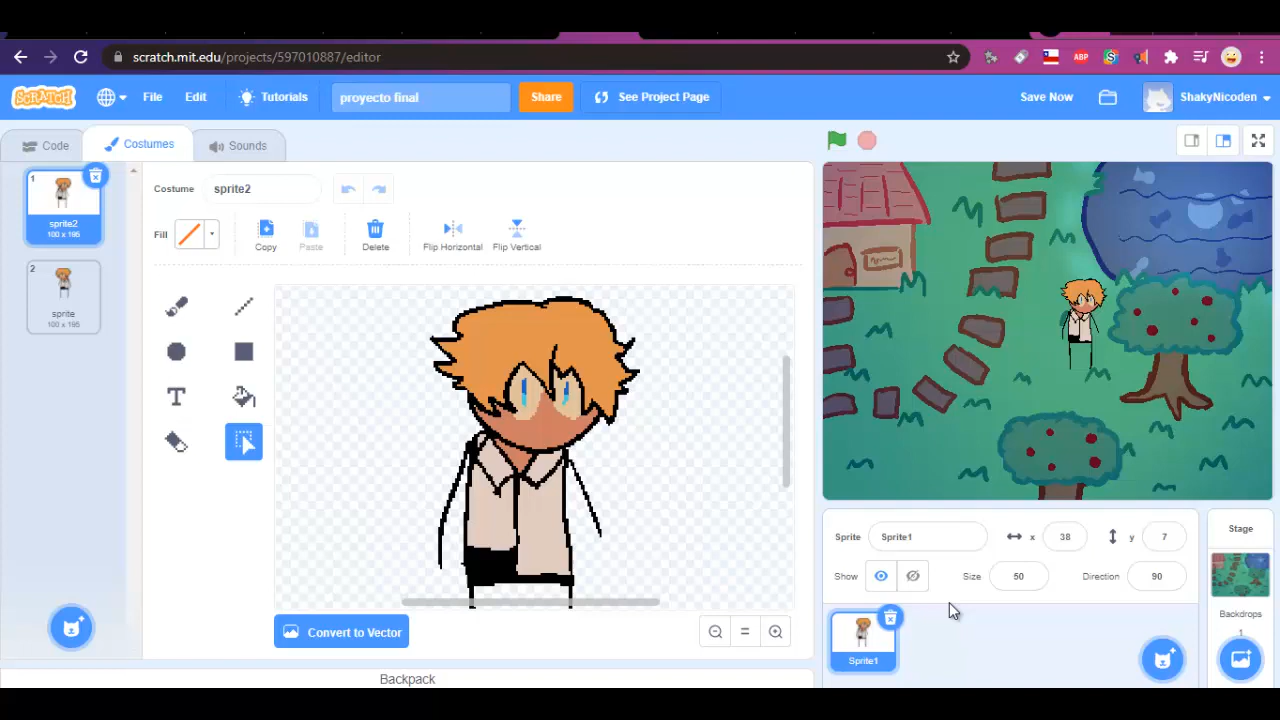 scratch.mit.edu/projects/597010887/editor
ABP
S
SCRATCH
File
Edit
Tutorials
proyecto final
Share
See Project Page
Save Now
ShakyNicoden
Code
Costumes
Sounds
1
sprite2
100 x 195
2
sprite
100 x 195
Costume
sprite2
Fill
Copy
Paste
Delete
Flip Horizontal
Flip Vertical
T
Convert to Vector
Backpack
Sprite
Sprite1
x
38
y
7
Show
Size
50
Direction
90
Sprite1
Stage
Backdrops
1